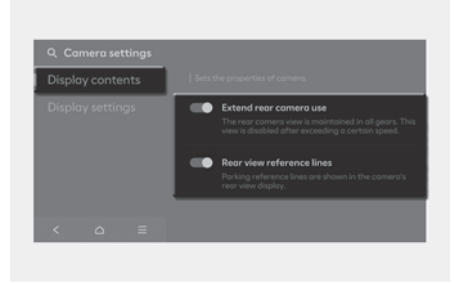 Camera settings
Display contents
Sets the properties of camera.
Display settings
Extend rear camera use
The rear camera view is maintained in all gears. This
view is disabled after exceeding a certain speed.
Rear view reference lines
Parking reference lines are shown in the camera's
rear view display.